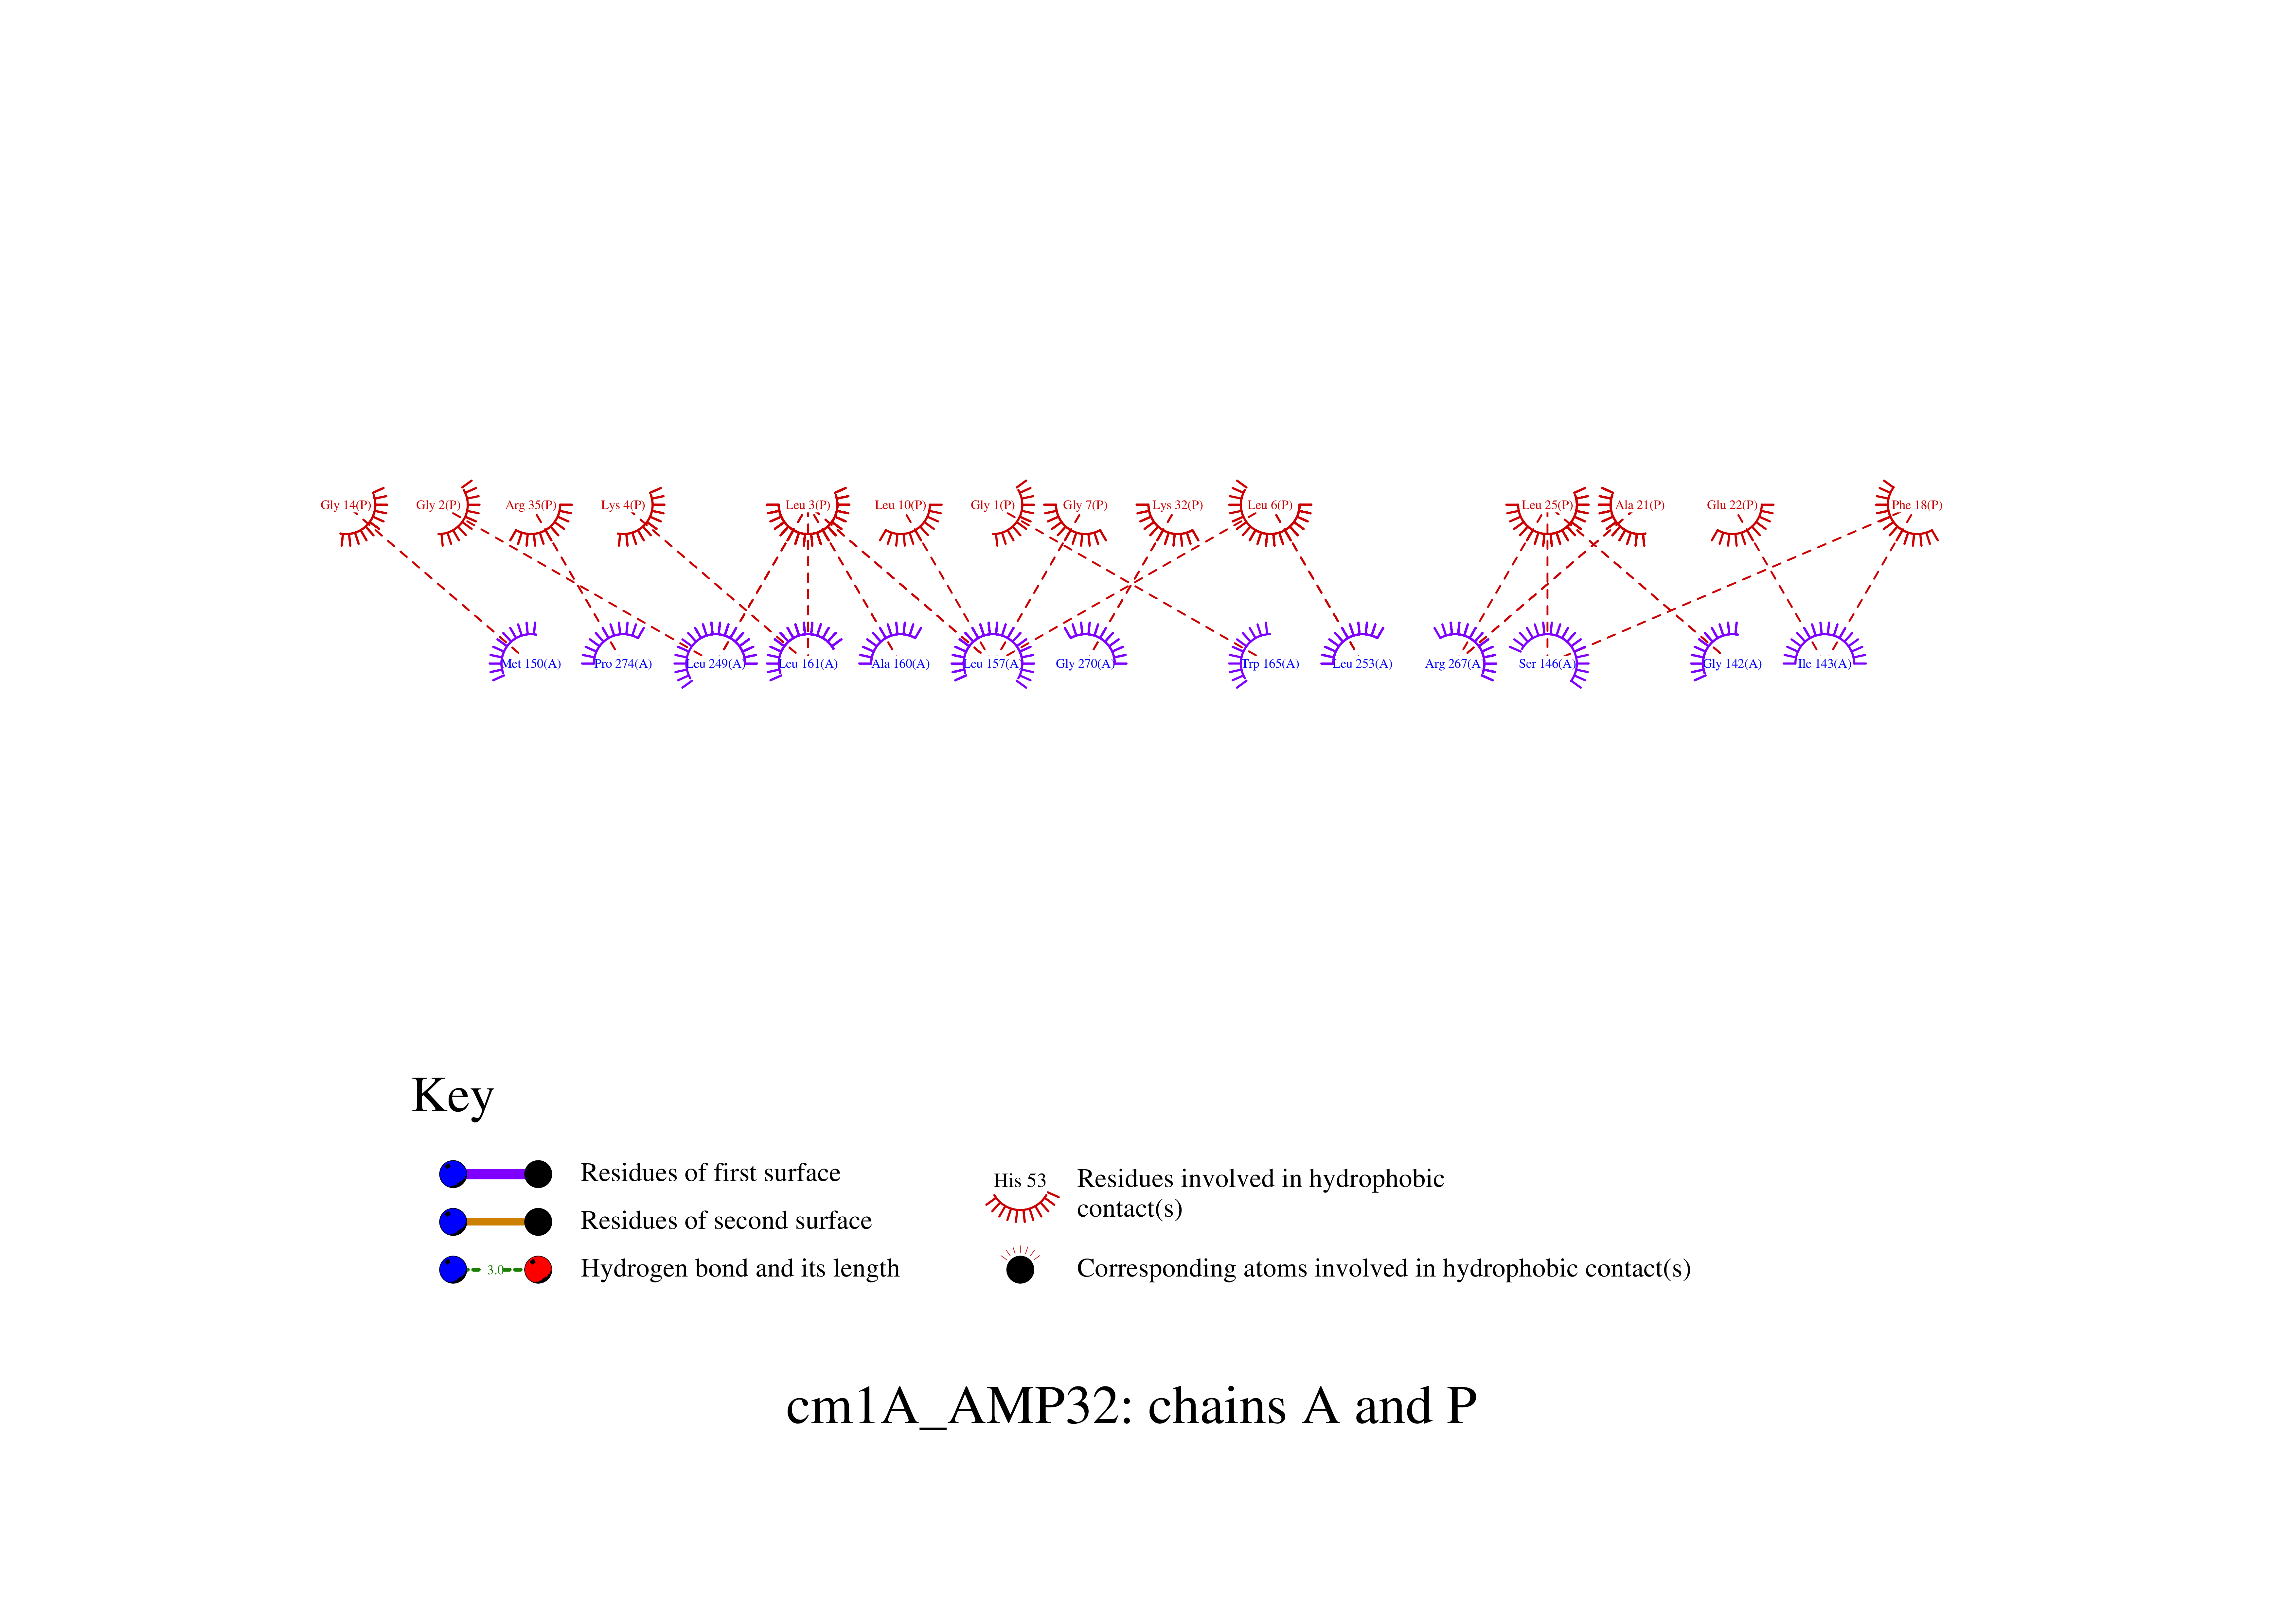 Gly 14(P) Gly 2(P) Arg 35(P) Lys 4(P) Leu 3(P) Leu 10(P) Gly 1(P) Gly 7(P) Lys 32(P) Leu 6(P) Leu 25(P) Ala 21(P) Glu 22(P) Phe 18(P)
Met 150(A) Pro 274(A) Leu 249(A) Leu 161(A) Ala 160(A) Leu 157(A) Gly 270(A) Trp 165(A) Leu 253(A) Arg 267(A) Ser 146(A) Gly 142(A) Ile 143(A)
Key
Residues of first surface
Residues of second surface
3.0 Hydrogen bond and its length
His 53 Residues involved in hydrophobic
contact(s)
Corresponding atoms involved in hydrophobic contact(s)
cm1A_AMP32: chains A and P